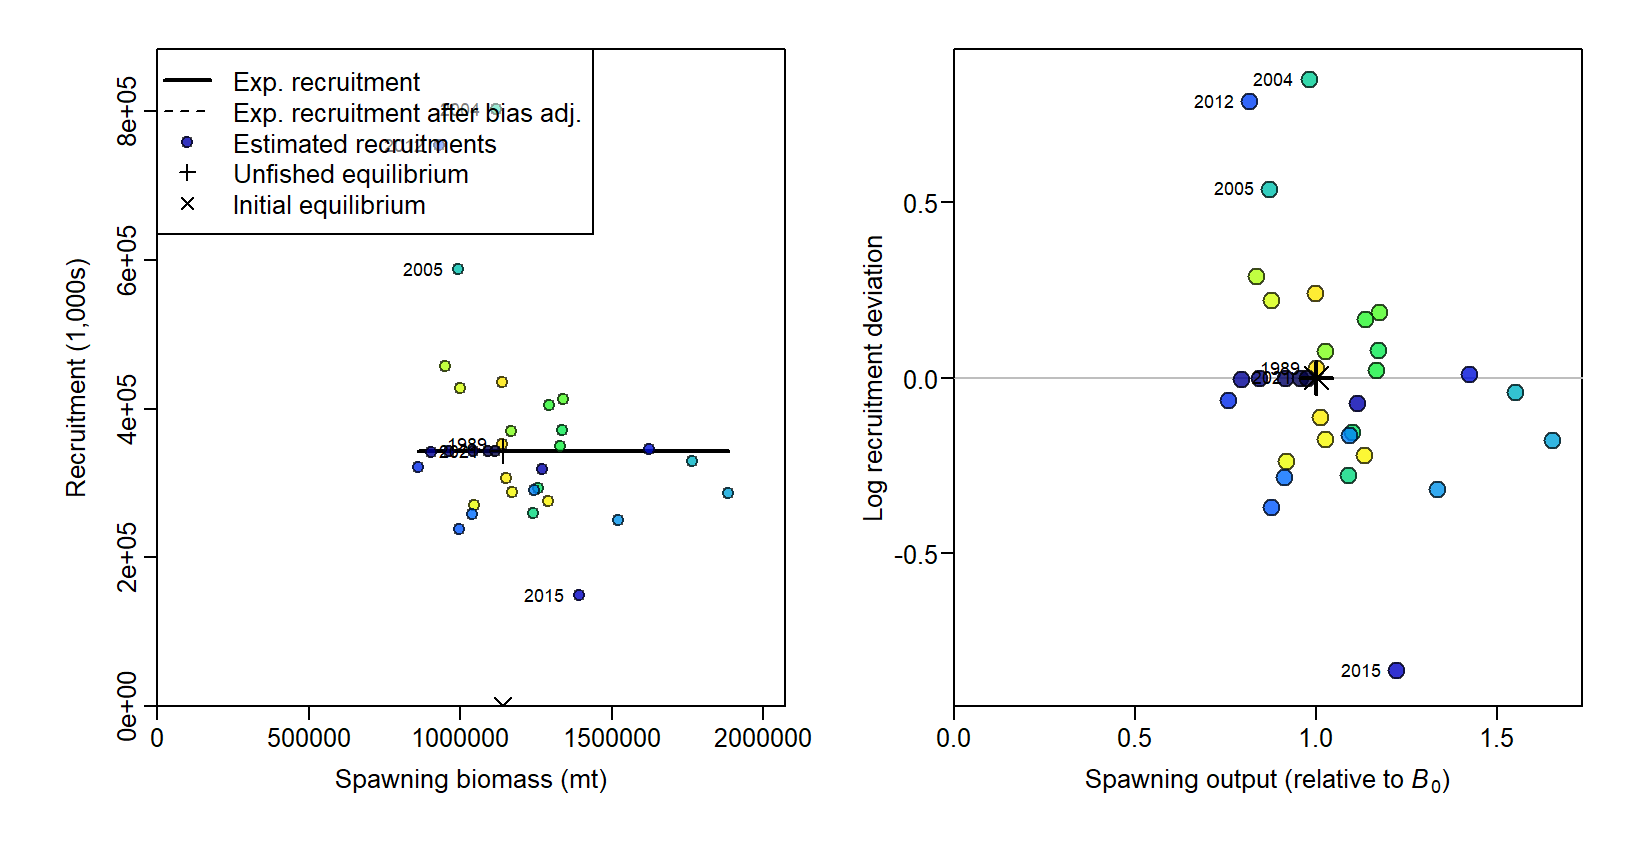 Exp. recruitment
Exp. recruitment after bias adj.
Estimated recruitments
Unfished equilibrium
Initial equilibrium
2004
2012
2005
1989
2015
Recruitment (1,000s)
0e+00
2e+05
4e+05
6e+05
8e+05
0
500000
1000000
1500000
2000000
Spawning biomass (mt)
2004
2012
2005
1989
2015
Log recruitment deviation
0.5
0.0
-0.5
0.0
0.5
1.0
1.5
Spawning output (relative to B0)